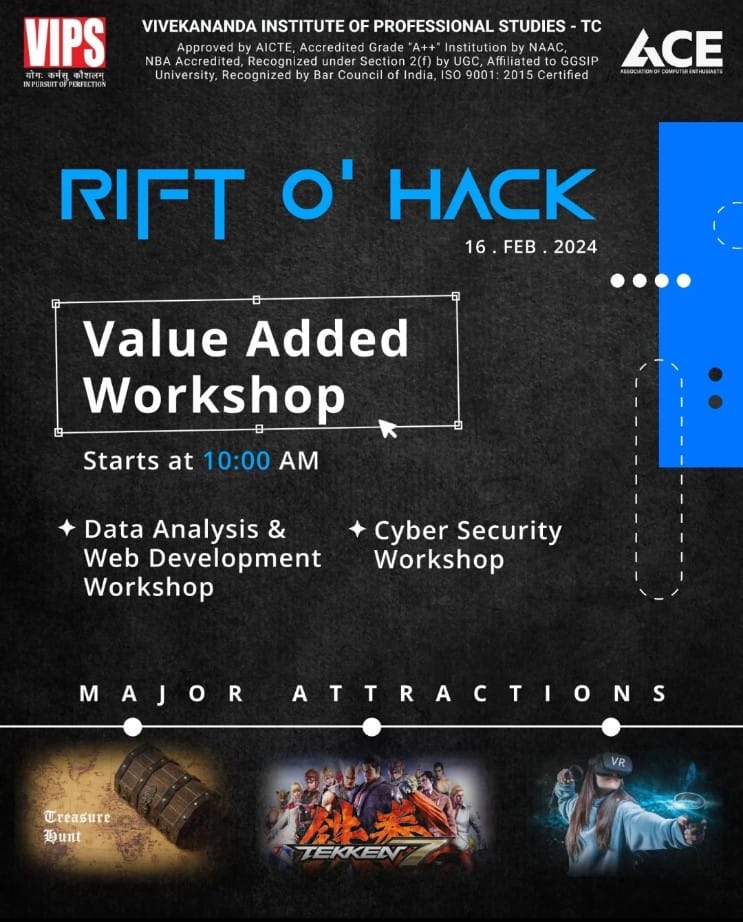 VIPS
योगः कर्मसु कौशलम्
IN PURSUIT OF PERFECTION
VIVEKANANDA INSTITUTE OF PROFESSIONAL STUDIES - TC
Approved by AICTE, Accredited Grade "A++" Institution by NAAC,
NBA Accredited, Recognized under Section 2(f) by UGC, Affiliated to GGSIP
University, Recognized by Bar Council of India, ISO 9001: 2015 Certified
ACE
ASSOCIATION OF COMPUTER ENTHUSIASTS
RIFT O' HACK
16 . FEB . 2024
Value Added
Workshop
Starts at 10:00 AM
Data Analysis &
Web Development
Workshop
Cyber Security
Workshop
MAJOR ATTRACTIONS
Treasure
Hunt
鉄拳
TEKKEN 7
VR